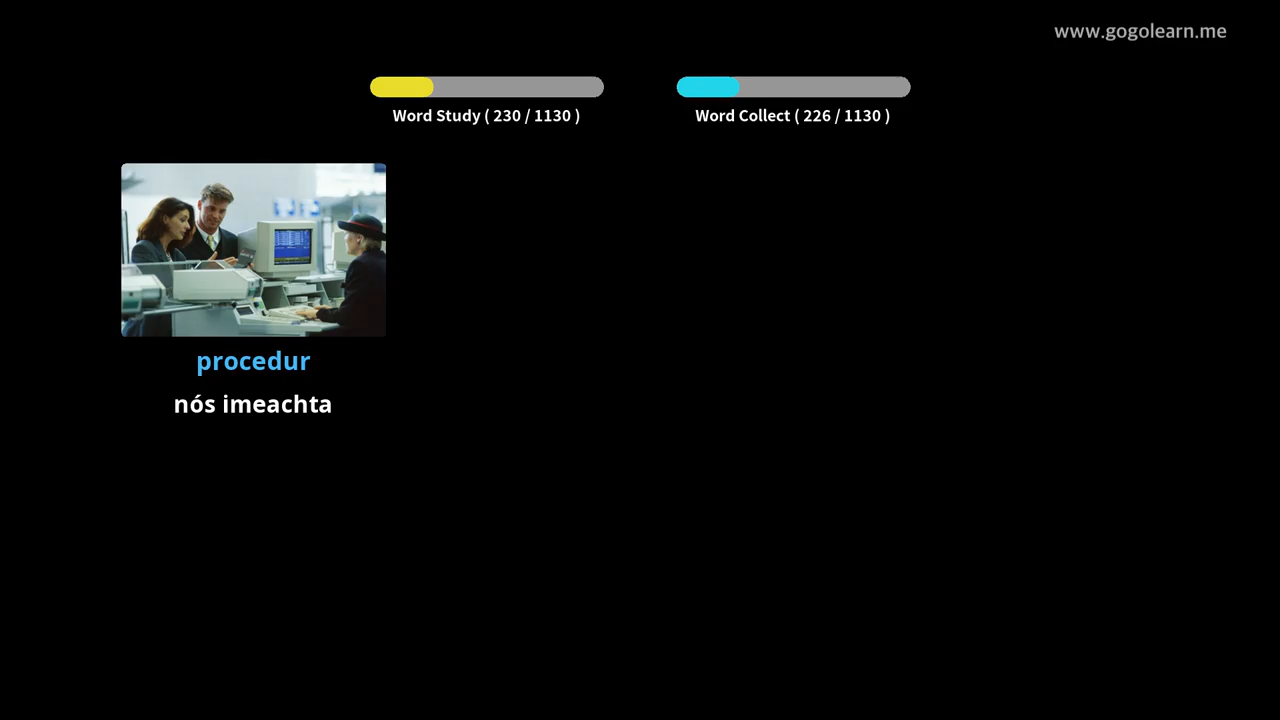 www.gogolearn.me
Word Study ( 230 / 1130 )
Word Collect ( 226 / 1130 )
procedur
nós imeachta